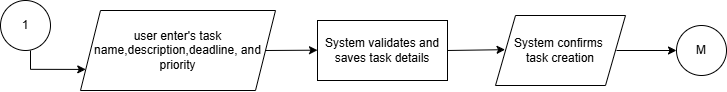 1
user enter's task
name,description,deadline, and
priority
System validates and
saves task details
System confirms
task creation
M